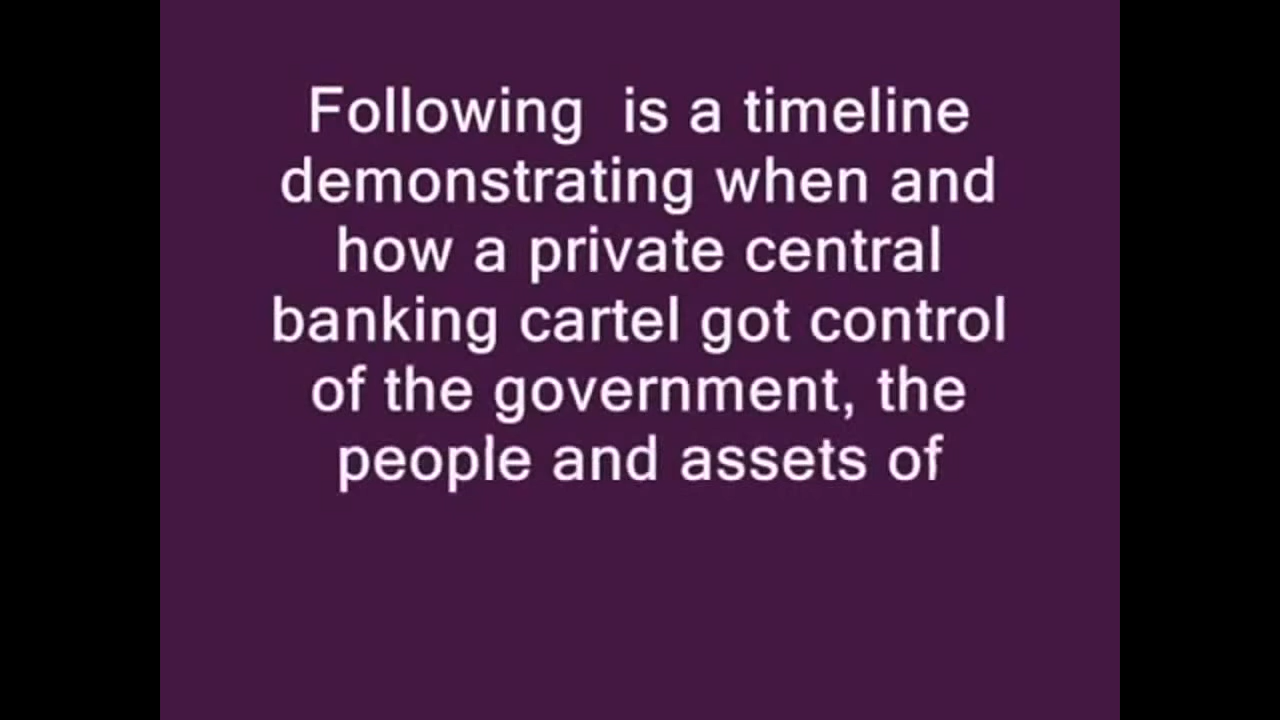 Following  is a timeline
demonstrating when and
how a private central
banking cartel got control
of the government, the
people and assets of